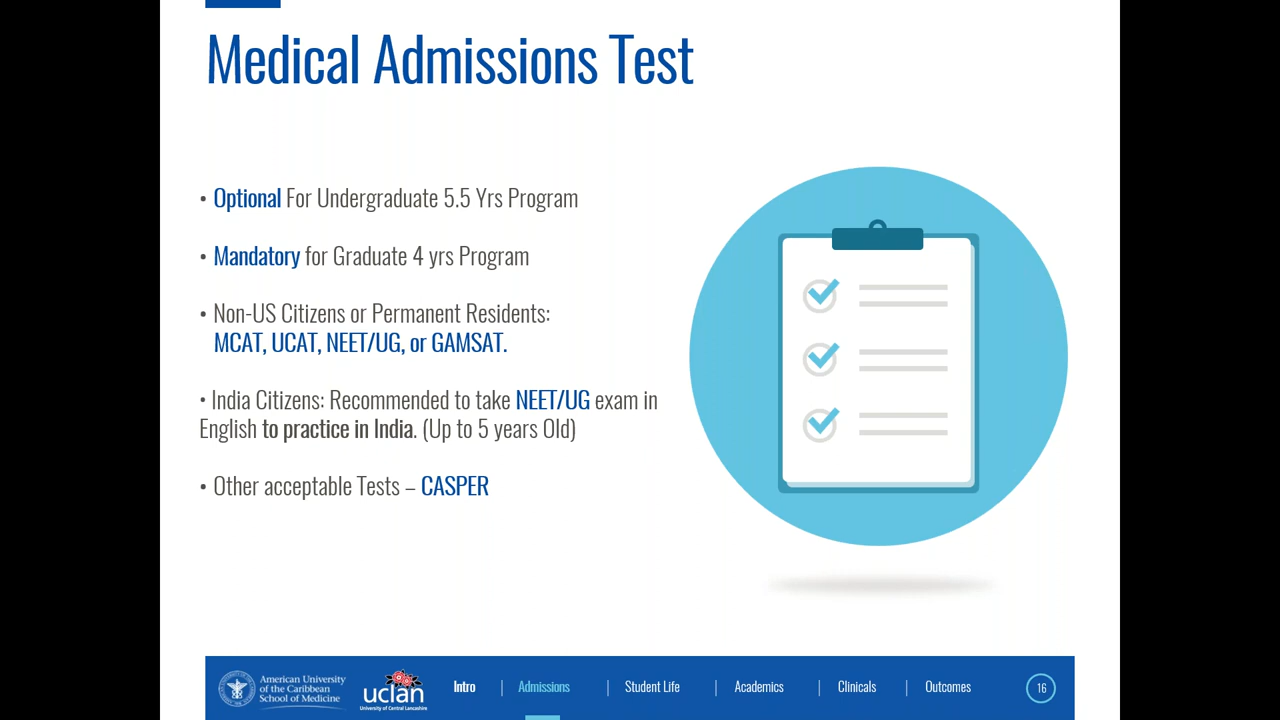 Medical Admissions Test
• Optional For Undergraduate 5.5 Yrs Program
• Mandatory for Graduate 4 yrs Program
• Non-US Citizens or Permanent Residents:
MCAT, UCAT, NEET/UG, or GAMSAT.
• India Citizens: Recommended to take NEET/UG exam in
English to practice in India. (Up to 5 years Old)
• Other acceptable Tests – CASPER
American University
of the Caribbean
School of Medicine
uclan
University of Central Lancashire
Intro | Admissions | Student Life | Academics | Clinicals | Outcomes
16